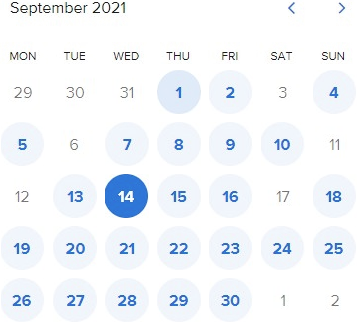 September 2021
MON TUE WED THU FRI SAT SUN
29 30 31 1 2 3 4
5 6 7 8 9 10 11
12 13 14 15 16 17 18
19 20 21 22 23 24 25
26 27 28 29 30 1 2